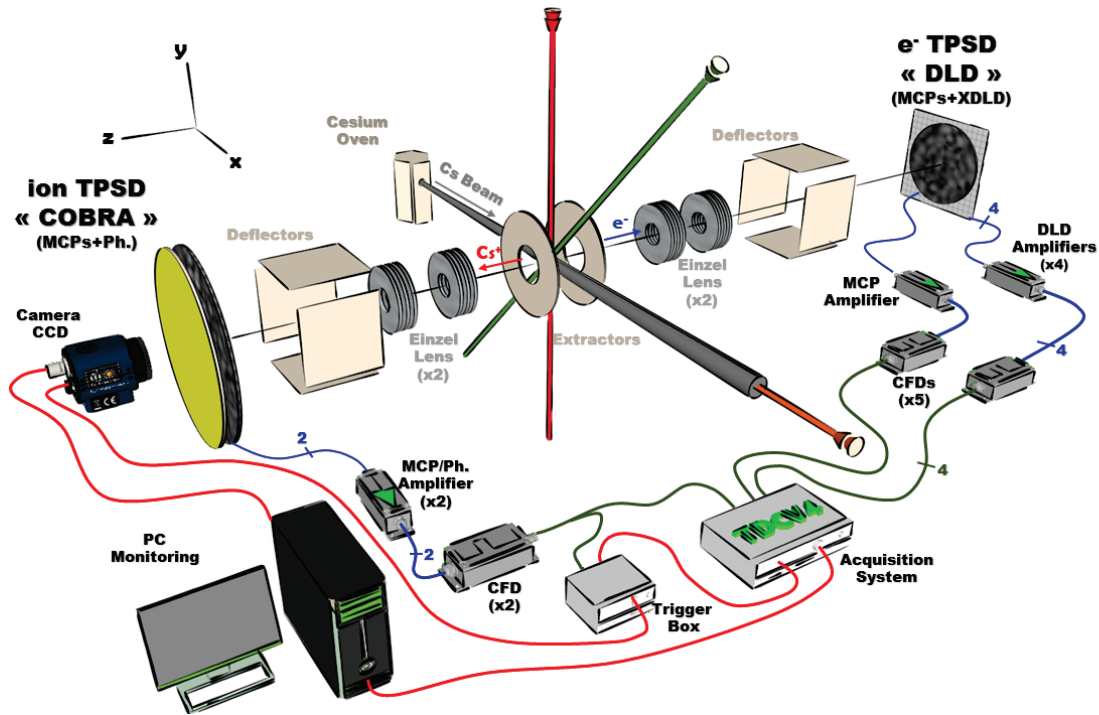 y
z
x
ion TPSD
« COBRA »
(MCPs+Ph.)
Camera
CCD
Deflectors
Cesium
Oven
Cs Beam
Cs⁺
e⁻
Einzel
Lens
(x2)
Extractors
Einzel
Lens
(x2)
Deflectors
e⁻ TPSD
« DLD »
(MCPs+XDLD)
4
DLD
Amplifiers
(x4)
MCP
Amplifier
4
CFDs
(x5)
4
2
MCP/Ph.
Amplifier
(x2)
2
CFD
(x2)
PC
Monitoring
Trigger
Box
TDCV4
Acquisition
System
CE